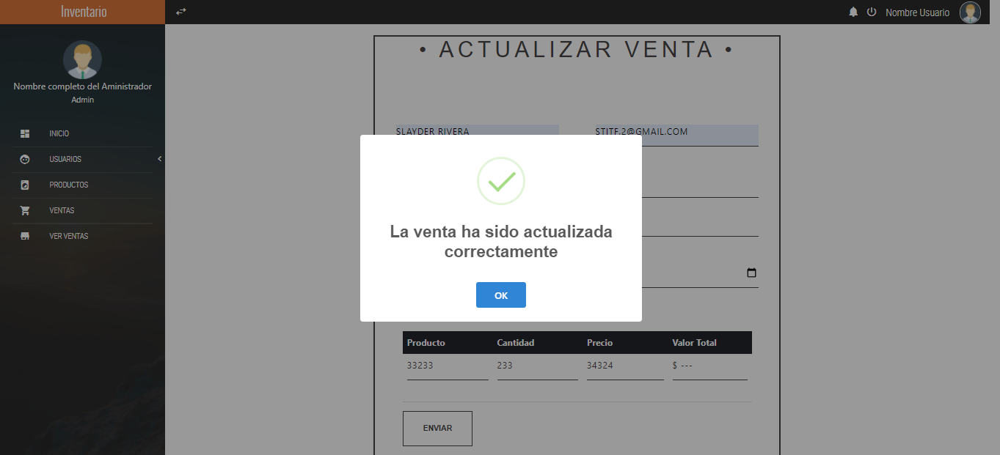 Inventario
Nombre Usuario
Nombre completo del Aministrador
Admin
INICIO
USUARIOS
PRODUCTOS
VENTAS
VER VENTAS
• ACTUALIZAR VENTA •
SLAYDER RIVERA STITF.2@GMAIL.COM
La venta ha sido actualizada
correctamente
OK
Producto Cantidad Precio Valor Total
33233 233 34324 $ ---
ENVIAR